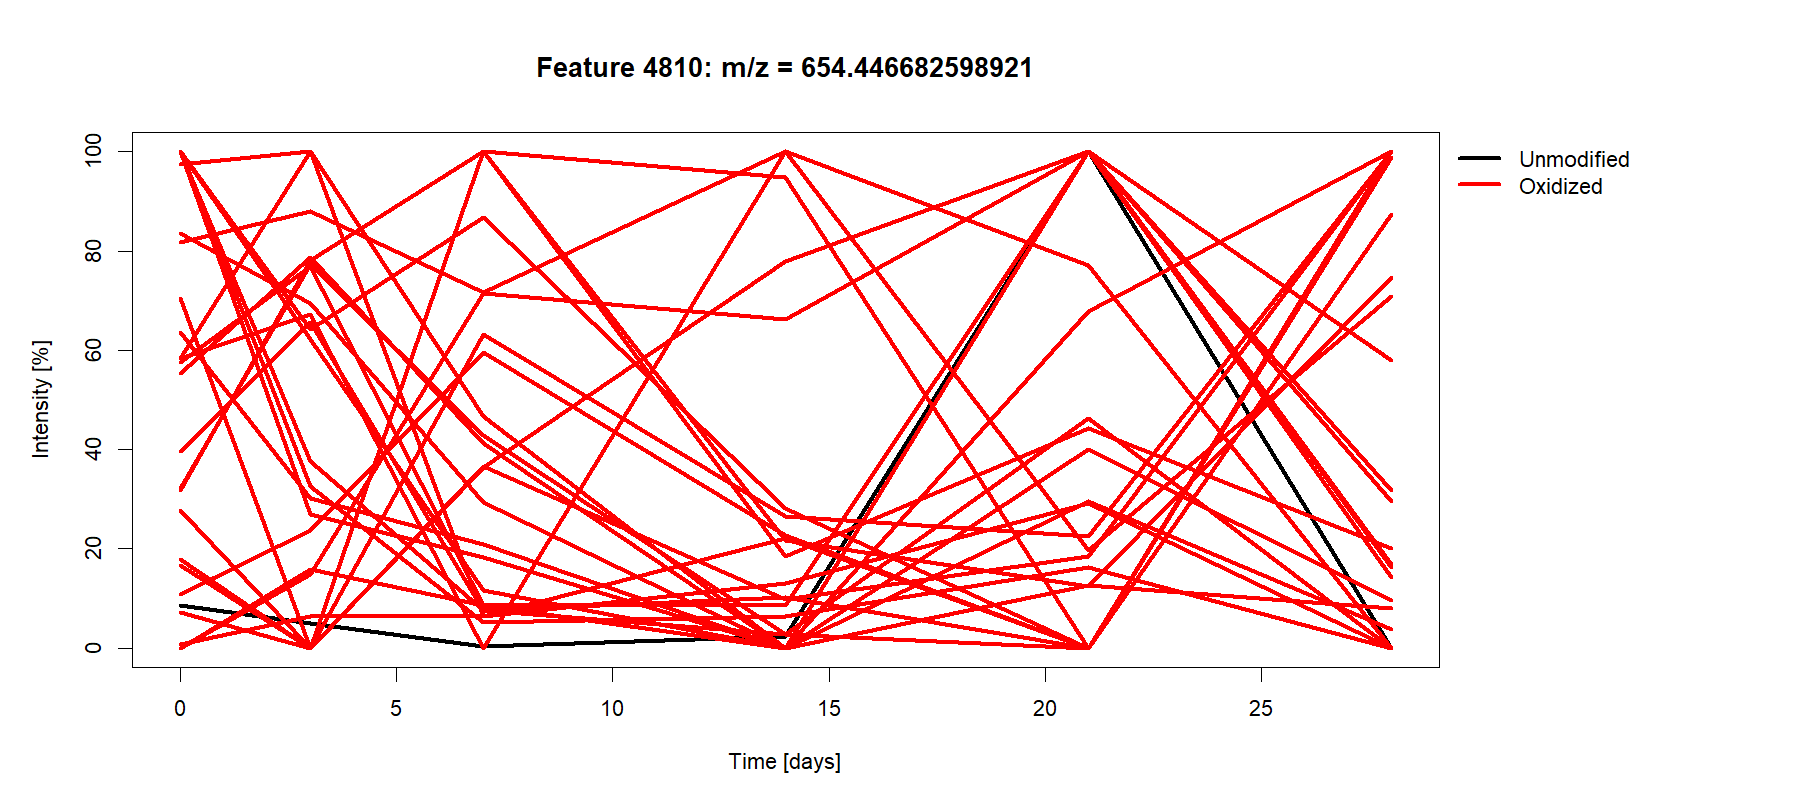 Feature 4810: m/z = 654.446682598921
Unmodified
Oxidized
Intensity [%]
100
80
60
40
20
0
0 5 10 15 20 25
Time [days]